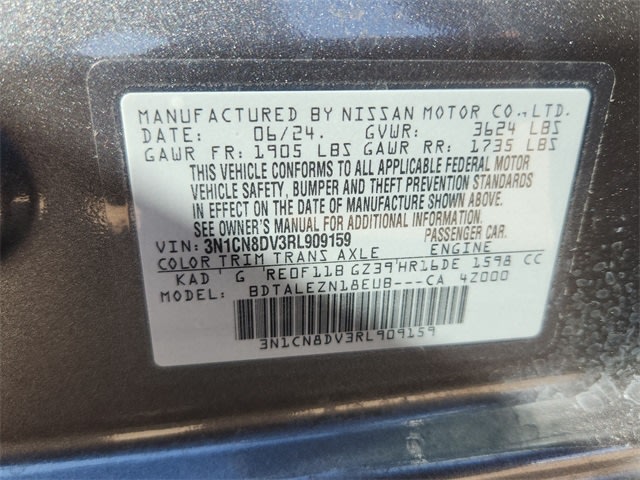 MANUFACTURED BY NISSAN MOTOR CO., LTD.
DATE: 06/24. GVWR: 3624 LBS
GAWR FR: 1905 LBS GAWR RR: 1735 LBS
THIS VEHICLE CONFORMS TO ALL APPLICABLE FEDERAL MOTOR
VEHICLE SAFETY, BUMPER AND THEFT PREVENTION STANDARDS
IN EFFECT ON THE DATE OF MANUFACTURE SHOWN ABOVE.
SEE OWNER'S MANUAL FOR ADDITIONAL INFORMATION.
VIN: 3N1CN8DV3RL909159 PASSENGER CAR.
COLOR TRIM TRANS AXLE ENGINE
KAD' G 'RE0F11B GZ39'HR16DE 1598 CC
MODEL: BDTALEZN18EUB---CA 4Z000
3N1CN8DV3RL909159